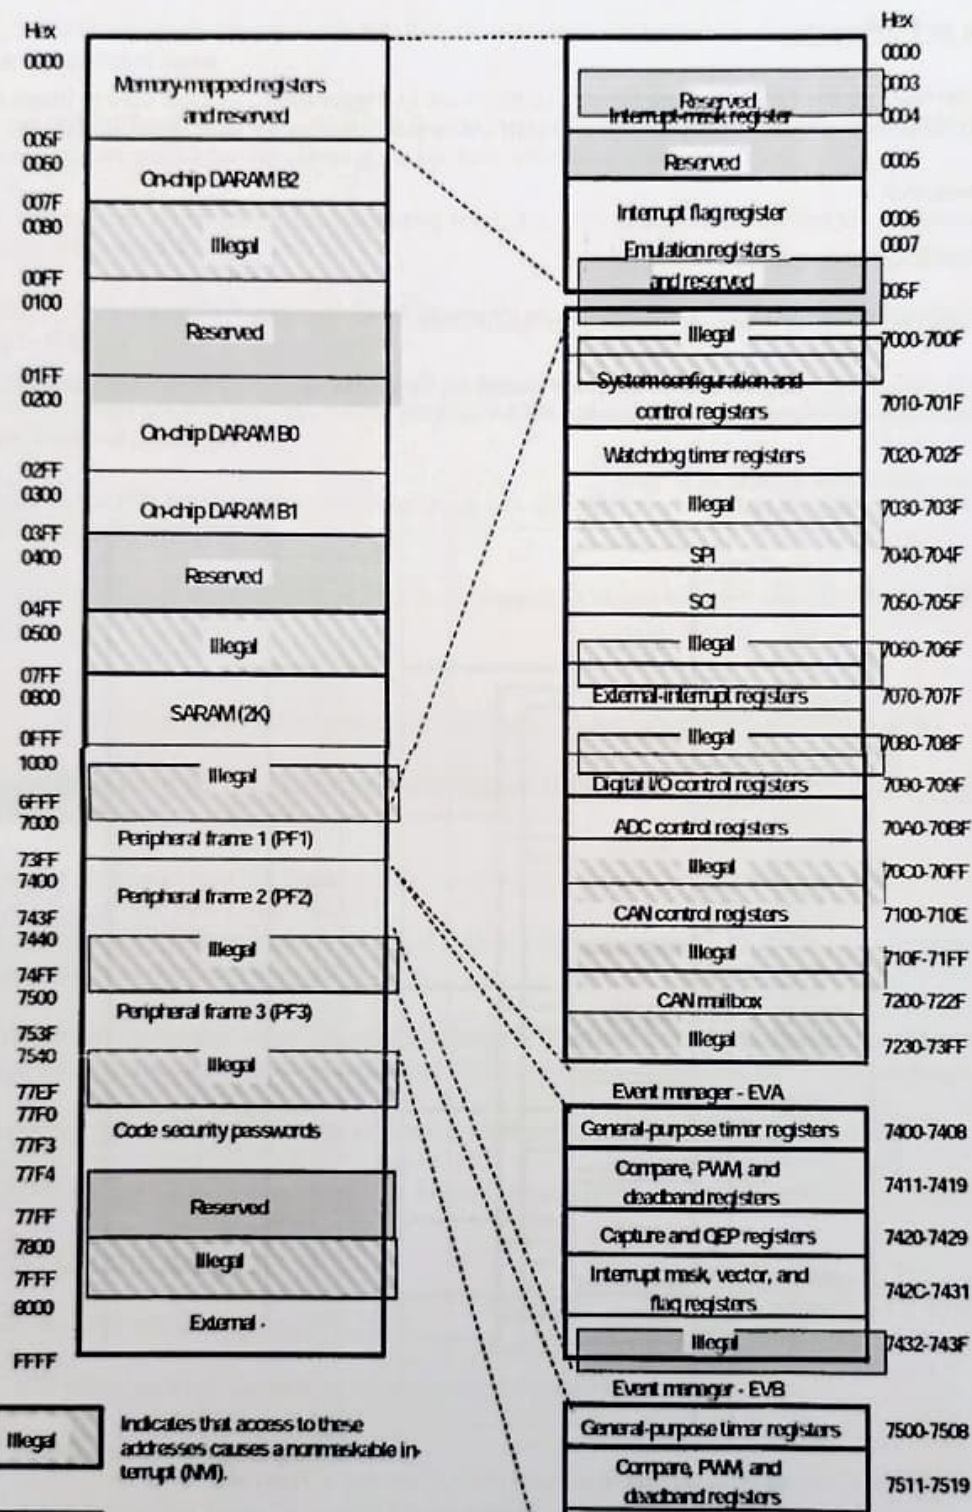 Hex
0000
Memory-mapped registers
and reserved
005F
0060
On-chip DARAM B2
007F
0080
Illegal
00FF
0100
Reserved
01FF
0200
On-chip DARAM B0
02FF
0300
On-chip DARAM B1
03FF
0400
Reserved
04FF
0500
Illegal
07FF
0800
SARAM (2K)
0FFF
1000
Illegal
6FFF
7000
Peripheral frame 1 (PF1)
73FF
7400
Peripheral frame 2 (PF2)
743F
7440
Illegal
74FF
7500
Peripheral frame 3 (PF3)
753F
7540
Illegal
77EF
77F0
Code security passwords
77F3
77F4
Reserved
77FF
7800
Illegal
7FFF
8000
External -
FFFF
Illegal
Indicates that access to these
addresses causes a nonmaskable in-
terrupt (NMI).
Hex
0000
0003
Reserved
Interrupt-mask register
0004
Reserved
0005
Interrupt flag register
0006
0007
Emulation registers
and reserved
005F
Illegal
7000-700F
System configuration and
control registers
7010-701F
Watchdog timer registers
7020-702F
Illegal
7030-703F
SPI
7040-704F
SCI
7050-705F
Illegal
7060-706F
External-interrupt registers
7070-707F
Illegal
7080-708F
Digital I/O control registers
7090-709F
ADC control registers
70A0-70BF
Illegal
70C0-70FF
CAN control registers
7100-710E
Illegal
710F-71FF
CAN mailbox
7200-722F
Illegal
7230-73FF
Event manager - EVA
General-purpose timer registers
7400-7408
Compare, PWM, and
deadband registers
7411-7419
Capture and QEP registers
7420-7429
Interrupt mask, vector, and
flag registers
742C-7431
Illegal
7432-743F
Event manager - EVB
General-purpose timer registers
7500-7508
Compare, PWM, and
deadband registers
7511-7519